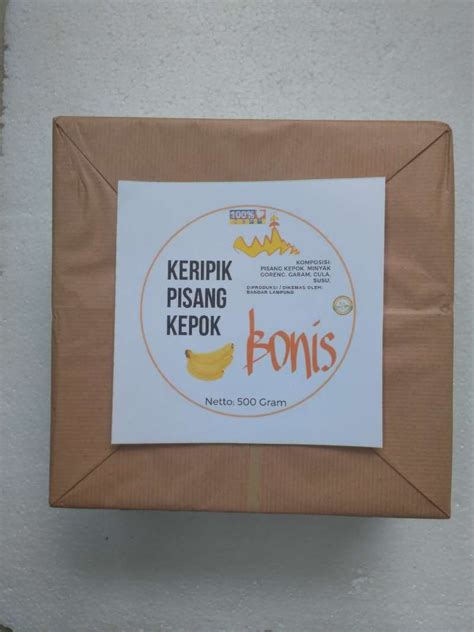 100%
KOMPOSISI:
PISANG KEPOK, MINYAK
GORENG, GARAM, GULA,
SUSU,
DIPRODUKSI / DIKEMAS OLEH:
BANDAR LAMPUNG
KERIPIK
PISANG
KEPOK
Bonis
Netto: 500 Gram